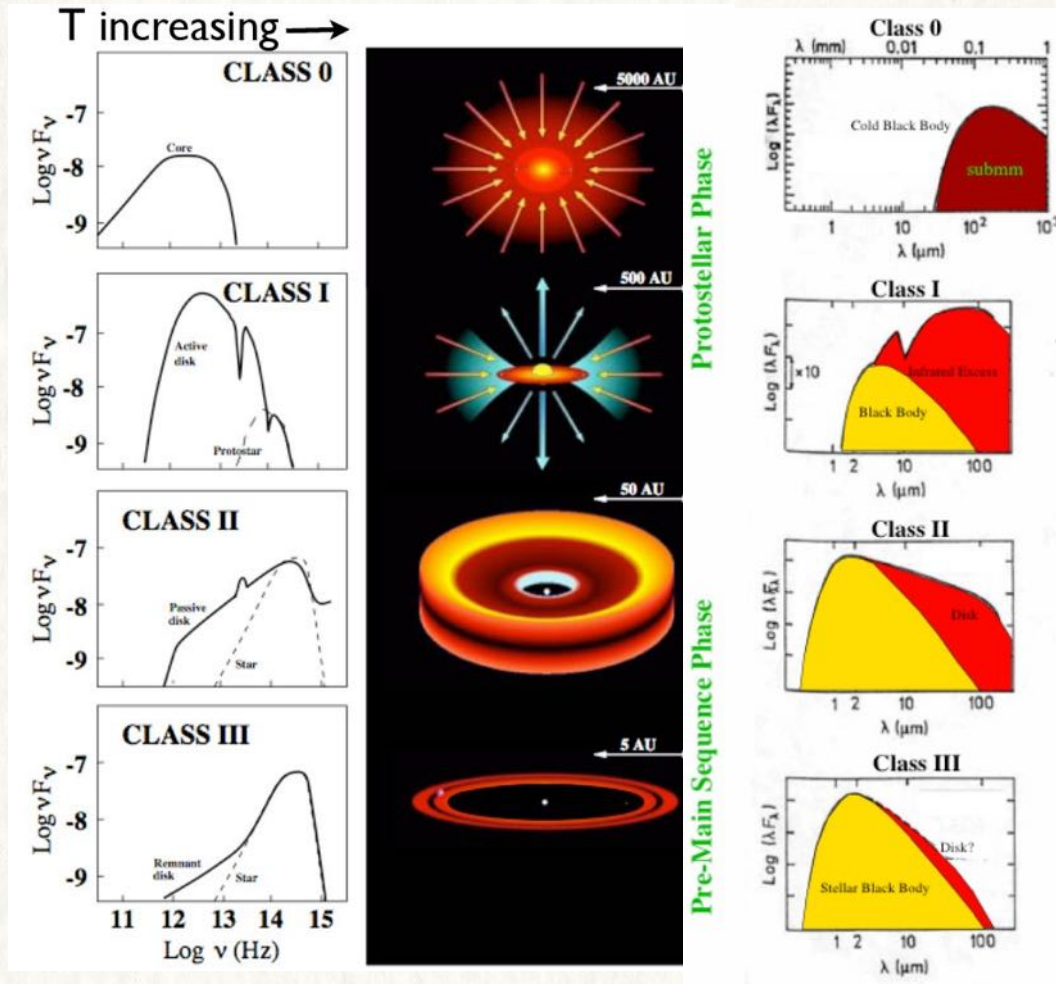 T increasing →
CLASS 0
Log νFν
-7
-8
-9
Core
CLASS I
Log νFν
-7
-8
-9
Active
disk
Protostar
CLASS II
Log νFν
-7
-8
-9
Passive
disk
Star
CLASS III
Log νFν
-7
-8
-9
Remnant
disk
Star
11 12 13 14 15
Log ν (Hz)
5000 AU
500 AU
50 AU
5 AU
Protostellar Phase
Pre-Main Sequence Phase
Class 0
λ (mm) 0.01 0.1 1
Log (λFλ)
Cold Black Body
submm
1 10 10² 10³
λ (μm)
Class I
Log (λFλ)
×10
Infrared Excess
Black Body
1 2 10 100
λ (μm)
Class II
Log (λFλ)
Disk
1 2 10 100
λ (μm)
Class III
Log (λFλ)
Disk?
Stellar Black Body
1 2 10 100
λ (μm)